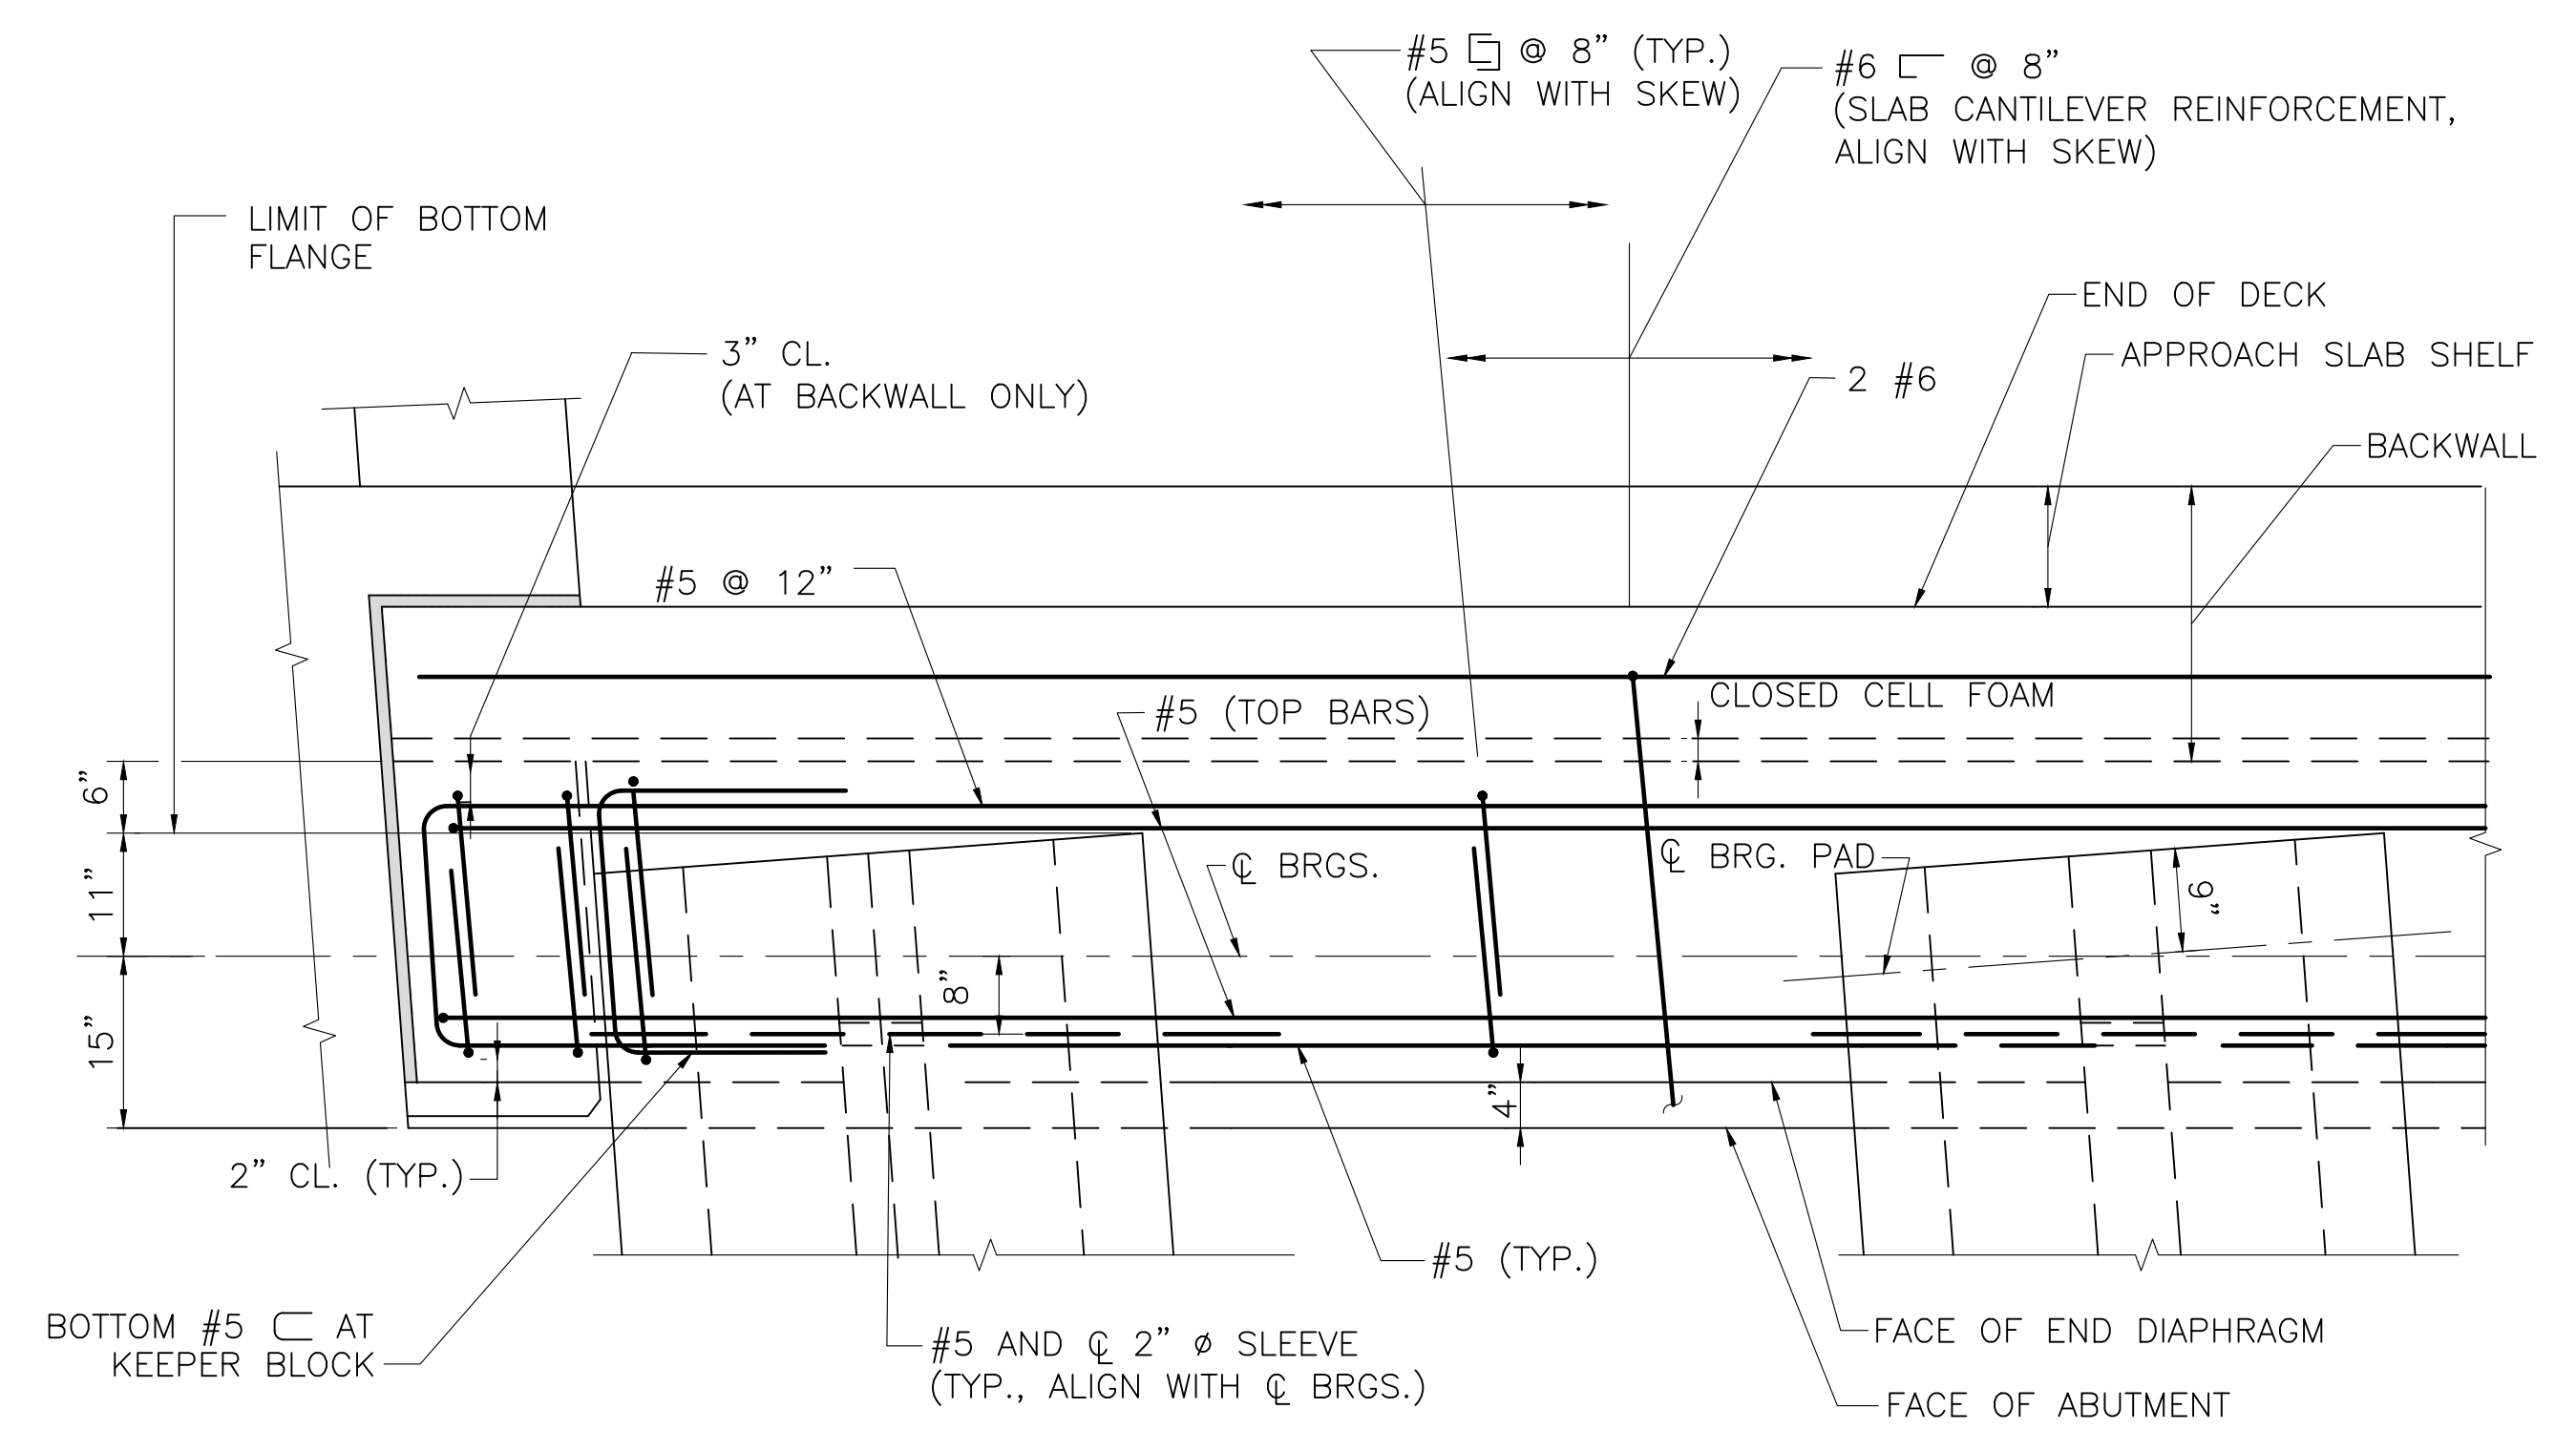 #5 @ 8" (TYP.)
(ALIGN WITH SKEW)
#6 @ 8"
(SLAB CANTILEVER REINFORCEMENT,
ALIGN WITH SKEW)
LIMIT OF BOTTOM
FLANGE
END OF DECK
3" CL.
(AT BACKWALL ONLY)
APPROACH SLAB SHELF
2 #6
BACKWALL
#5 @ 12"
CLOSED CELL FOAM
#5 (TOP BARS)
6"
11"
15"
℄ BRGS.
℄ BRG. PAD
9"
8"
4"
2" CL. (TYP.)
#5 (TYP.)
BOTTOM #5 AT
KEEPER BLOCK
#5 AND ℄ 2" ø SLEEVE
(TYP., ALIGN WITH ℄ BRGS.)
FACE OF END DIAPHRAGM
FACE OF ABUTMENT